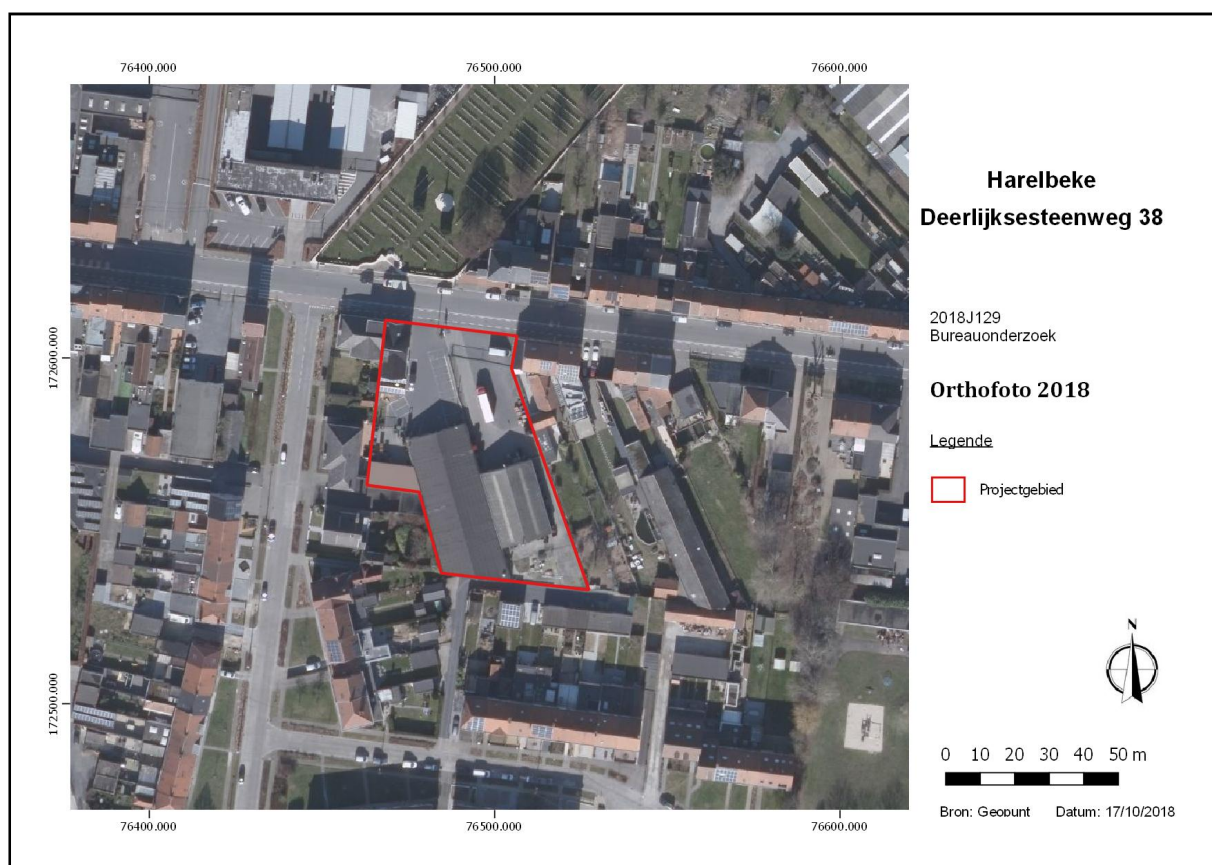 76400.000 76500.000 76600.000
172600.000
172500.000
76400.000 76500.000 76600.000
Harelbeke
Deerlijksesteenweg 38
2018J129
Bureauonderzoek
Orthofoto 2018
Legende
Projectgebied
N
0 10 20 30 40 50 m
Bron: Geopunt Datum: 17/10/2018